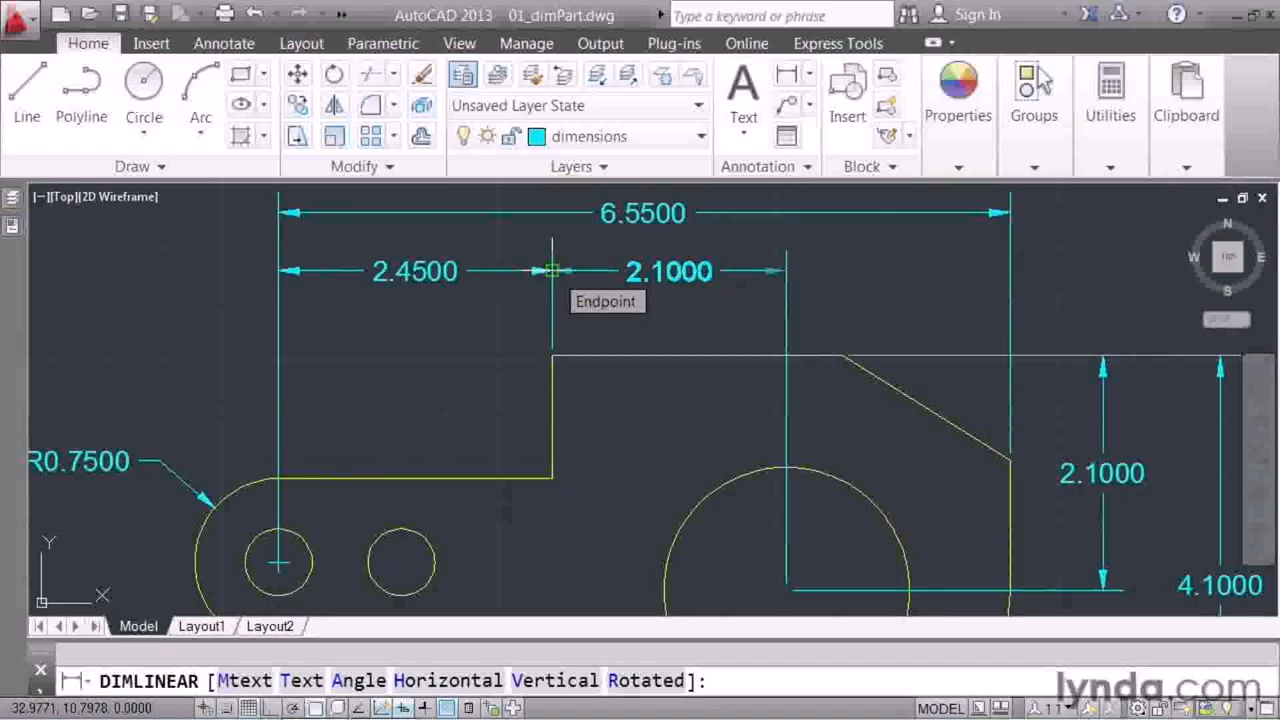 AutoCAD 2013 01_dimPart.dwg
Type a keyword or phrase
Sign In
Home Insert Annotate Layout Parametric View Manage Output Plug-ins Online Express Tools
Unsaved Layer State
dimensions
Line Polyline Circle Arc
Text
Insert
Properties Groups Utilities Clipboard
Draw Modify Layers Annotation Block
[–][Top][2D Wireframe]
N
W E
S
6.5500
2.4500 2.1000
Endpoint
R0.7500
2.1000
4.1000
Y
X
Model Layout1 Layout2
DIMLINEAR [Mtext Text Angle Horizontal Vertical Rotated]:
lynda.com
32.9771, 10.7978, 0.0000
MODEL